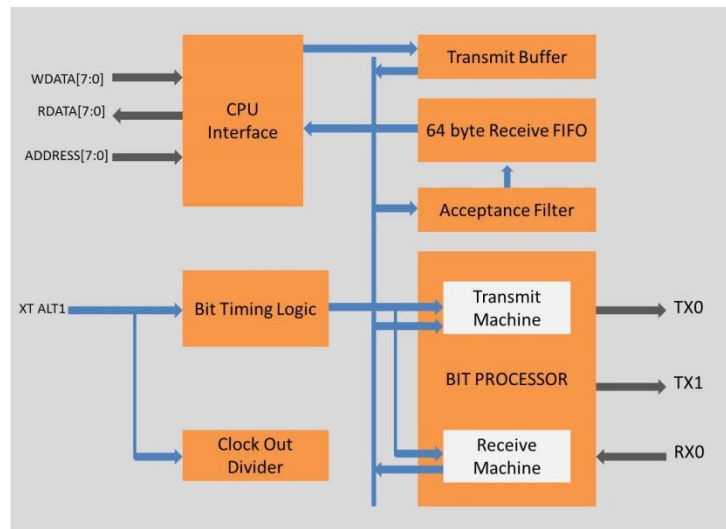 WDATA[7:0]
RDATA[7:0]
ADDRESS[7:0]
CPU
Interface
Transmit Buffer
64 byte Receive FIFO
Acceptance Filter
XT ALT1
Bit Timing Logic
Clock Out
Divider
Transmit
Machine
BIT PROCESSOR
Receive
Machine
TX0
TX1
RX0